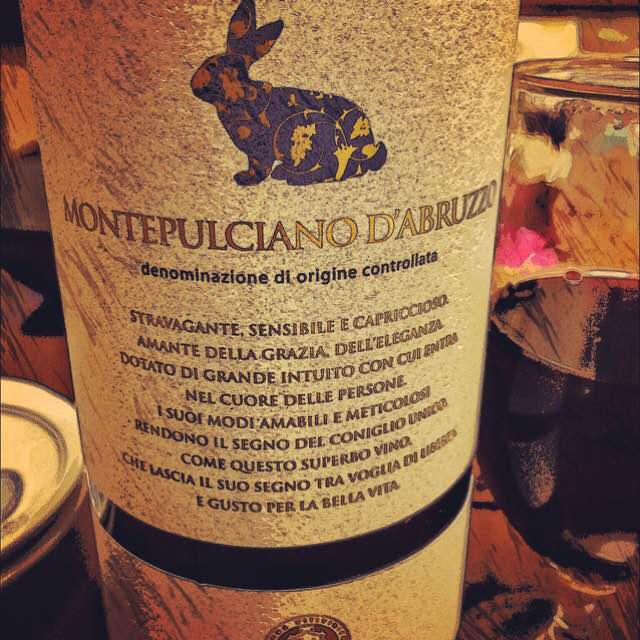 MONTEPULCIANO D'ABRUZZO
denominazione di origine controllata
STRAVAGANTE, SENSIBILE E CAPRICCIOSO.
AMANTE DELLA GRAZIA, DELL'ELEGANZA
DOTATO DI GRANDE INTUITO CON CUI ENTRA
NEL CUORE DELLE PERSONE.
I SUOI MODI AMABILI E METICOLOSI
RENDONO IL SEGNO DEL CONIGLIO UNICO.
COME QUESTO SUPERBO VINO.
CHE LASCIA IL SUO SEGNO TRA VOGLIA DI
E GUSTO PER LA BELLA VITA